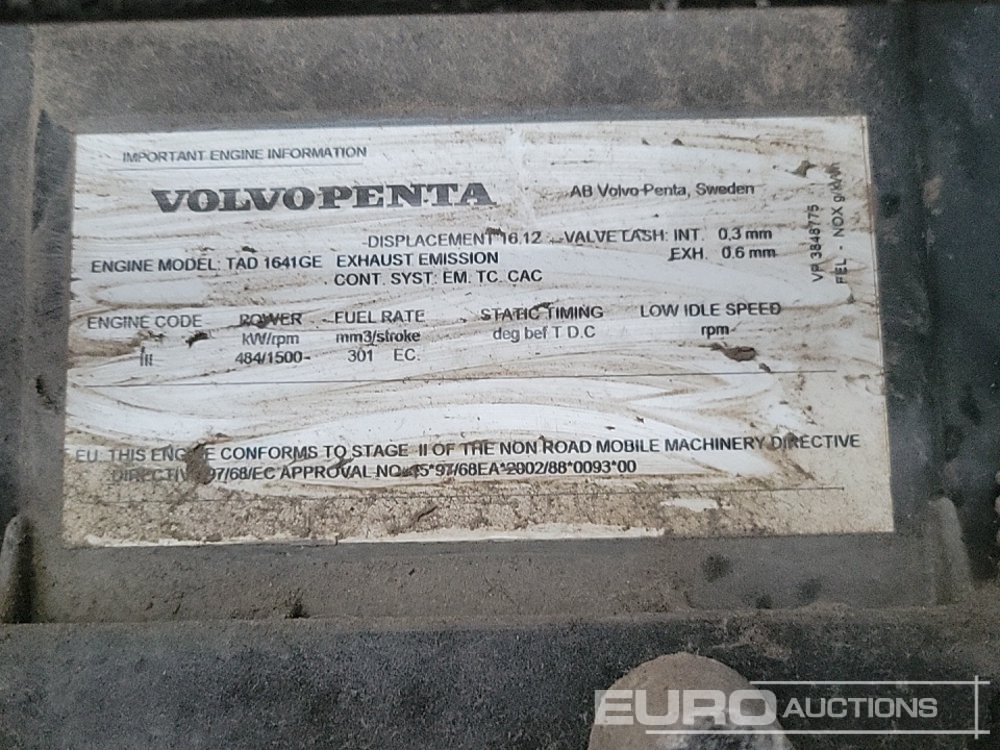 IMPORTANT ENGINE INFORMATION
VOLVO PENTA AB Volvo Penta, Sweden
DISPLACEMENT 16.12 VALVE LASH: INT. 0.3 mm
ENGINE MODEL: TAD 1641GE EXHAUST EMISSION EXH. 0.6 mm
CONT. SYST: EM. TC. CAC
ENGINE CODE POWER FUEL RATE STATIC TIMING LOW IDLE SPEED
kW/rpm mm3/stroke deg bef T.D.C rpm
484/1500 301 EC.
EU: THIS ENGINE CONFORMS TO STAGE II OF THE NON ROAD MOBILE MACHINERY DIRECTIVE
DIRECTIVE 97/68/EC APPROVAL NO *97/68EA*2002/88*0093*00
VP 3848775
NOX g/kWh
EURO AUCTIONS